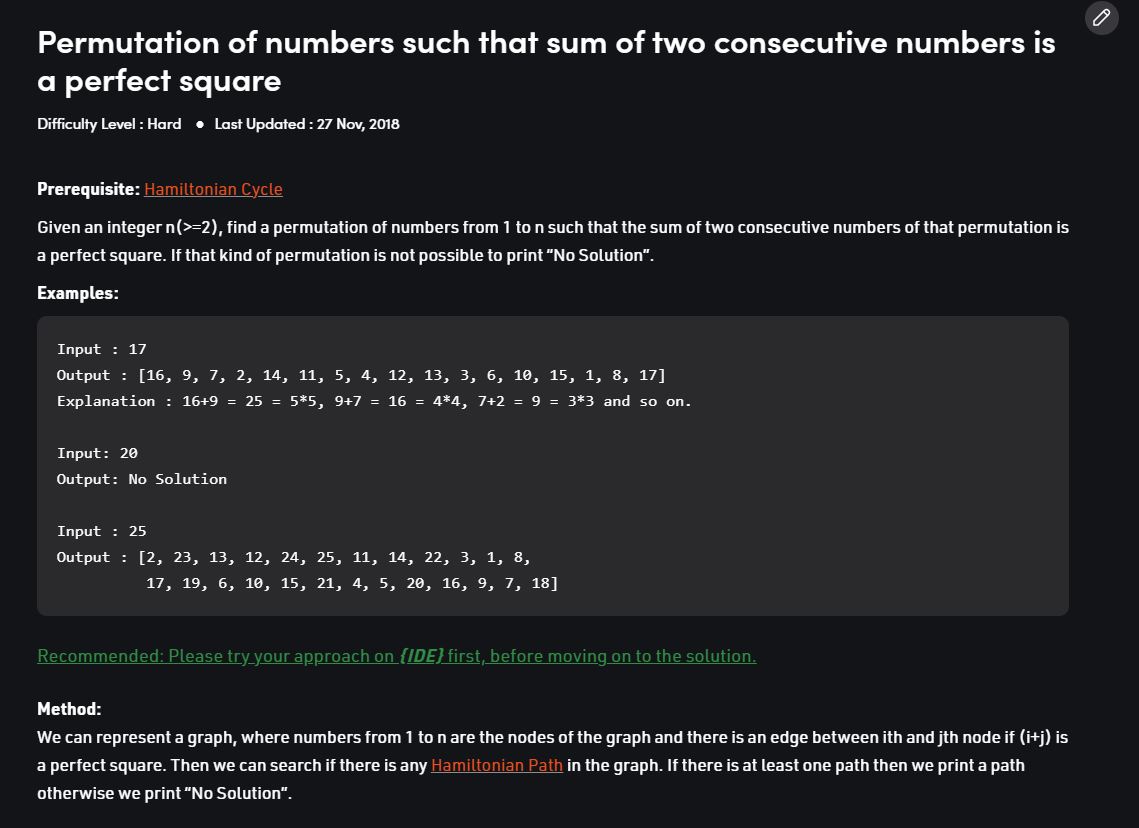 Permutation of numbers such that sum of two consecutive numbers is
a perfect square
Difficulty Level : Hard ● Last Updated : 27 Nov, 2018
Prerequisite: Hamiltonian Cycle
Given an integer n(>=2), find a permutation of numbers from 1 to n such that the sum of two consecutive numbers of that permutation is
a perfect square. If that kind of permutation is not possible to print “No Solution”.
Examples:
Input : 17
Output : [16, 9, 7, 2, 14, 11, 5, 4, 12, 13, 3, 6, 10, 15, 1, 8, 17]
Explanation : 16+9 = 25 = 5*5, 9+7 = 16 = 4*4, 7+2 = 9 = 3*3 and so on.
Input: 20
Output: No Solution
Input : 25
Output : [2, 23, 13, 12, 24, 25, 11, 14, 22, 3, 1, 8,
17, 19, 6, 10, 15, 21, 4, 5, 20, 16, 9, 7, 18]
Recommended: Please try your approach on {IDE} first, before moving on to the solution.
Method:
We can represent a graph, where numbers from 1 to n are the nodes of the graph and there is an edge between ith and jth node if (i+j) is
a perfect square. Then we can search if there is any Hamiltonian Path in the graph. If there is at least one path then we print a path
otherwise we print “No Solution”.